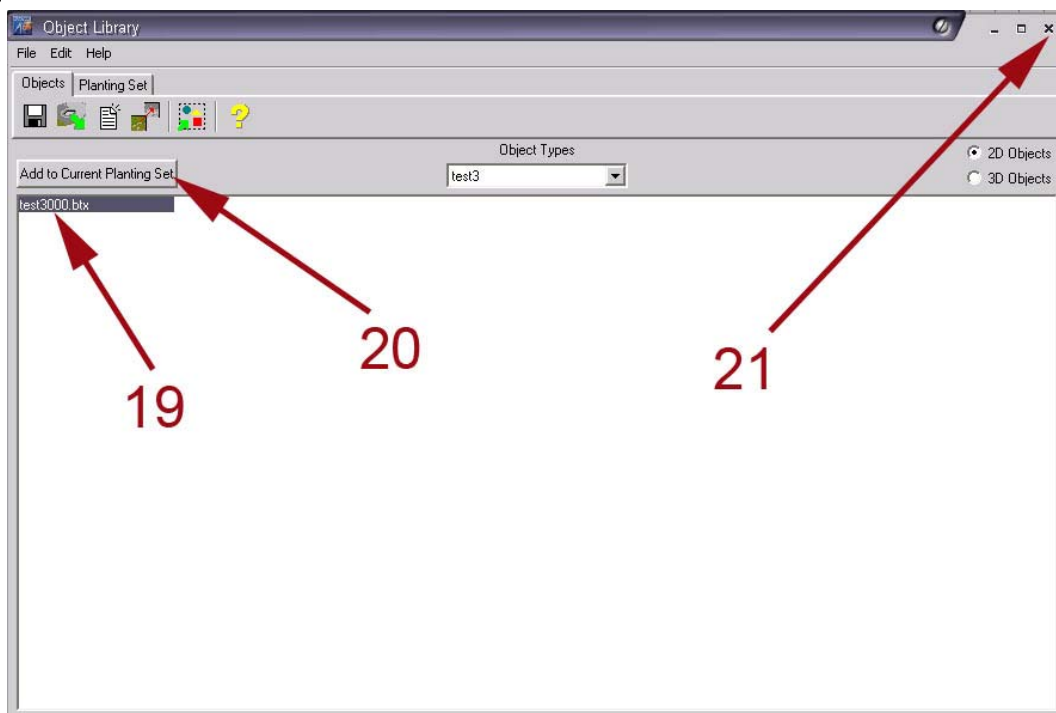 Object Library
File Edit Help
Objects Planting Set
Object Types
Add to Current Planting Set
test3
2D Objects
3D Objects
test3000.btx
19
20
21